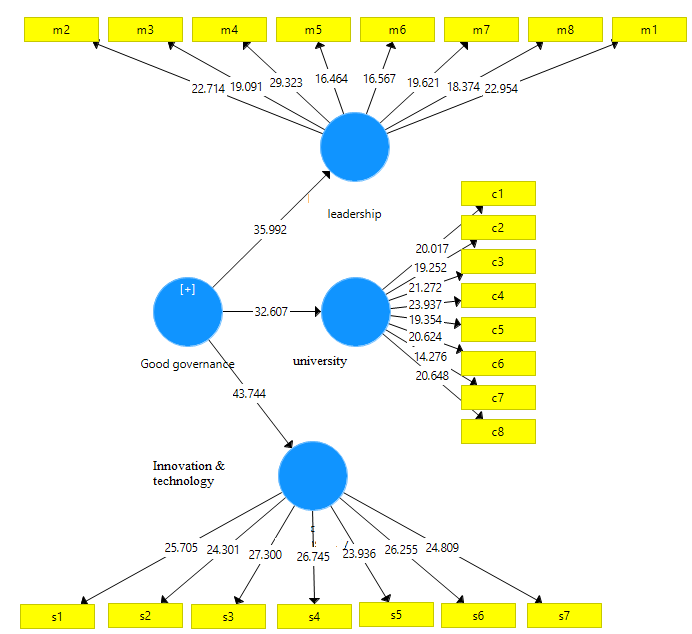 m2 m3 m4 m5 m6 m7 m8 m1
22.714 19.091 29.323 16.464 16.567 19.621 18.374 22.954
leadership
35.992
c1
c2
c3
c4
c5
c6
c7
c8
20.017
19.252
21.272
23.937
19.354
20.624
14.276
20.648
[+]
32.607
Good governance
university
43.744
Innovation &
technology
25.705 24.301 27.300 26.745 23.936 26.255 24.809
s1 s2 s3 s4 s5 s6 s7